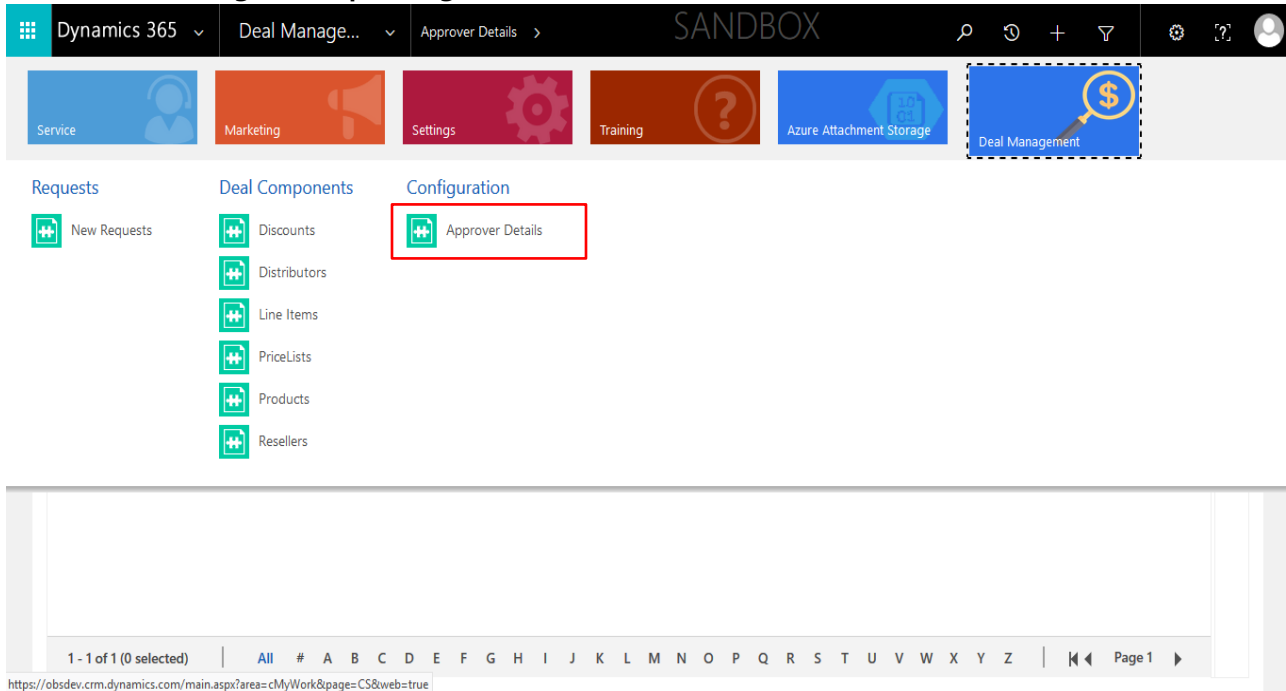 Dynamics 365 Deal Manage... Approver Details > SANDBOX
Service Marketing Settings Training Azure Attachment Storage Deal Management
Requests Deal Components Configuration
New Requests Discounts Approver Details
Distributors
Line Items
PriceLists
Products
Resellers
1 - 1 of 1 (0 selected) All # A B C D E F G H I J K L M N O P Q R S T U V W X Y Z Page 1
https://obsdev.crm.dynamics.com/main.aspx?area=cMyWork&page=CS&web=true